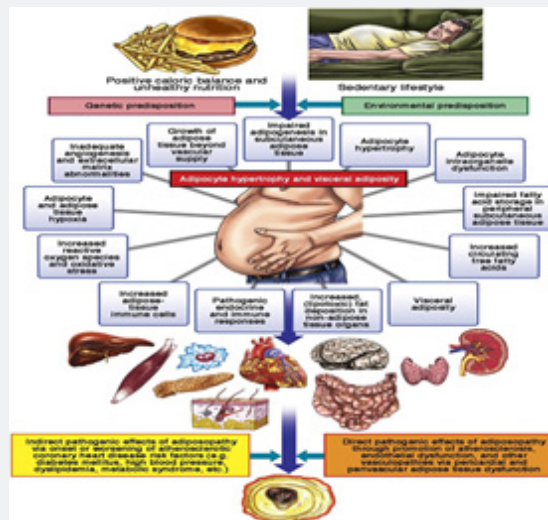 Positive caloric balance and
unhealthy nutrition
Sedentary lifestyle
Genetic predisposition
Environmental predisposition
Inadequate
angiogenesis and
extracellular
matrix
abnormalities
Growth of
adipose
tissue beyond
vascular
supply
Impaired
adipogenesis in
subcutaneous
adipose
tissue
Adipocyte
hypertrophy
Adipocyte
intraorganelle
dysfunction
Adipocyte hypertrophy and visceral adiposity
Adipocyte
and adipose
tissue
hypoxia
Impaired fatty
acid storage in
peripheral
subcutaneous
adipose tissue
Increased
reactive
oxygen species
and oxidative
stress
Increased
circulating
free fatty
acids
Increased
adipose-
tissue
immune cells
Pathogenic
endocrine
and immune
responses
Increased,
(lipotoxic) fat
deposition in
non-adipose
tissue organs
Visceral
adiposity
Indirect pathogenic effects of adiposopathy
via onset or worsening of atherosclerotic
coronary heart disease risk factors (e.g.
diabetes mellitus, high blood pressure,
dyslipidemia, metabolic syndrome, etc.)
Direct pathogenic effects of adiposopathy
through promotion of atherosclerosis,
endothelial dysfunction, and other
vasculopathies via pericardial and
perivascular adipose tissue dysfunction